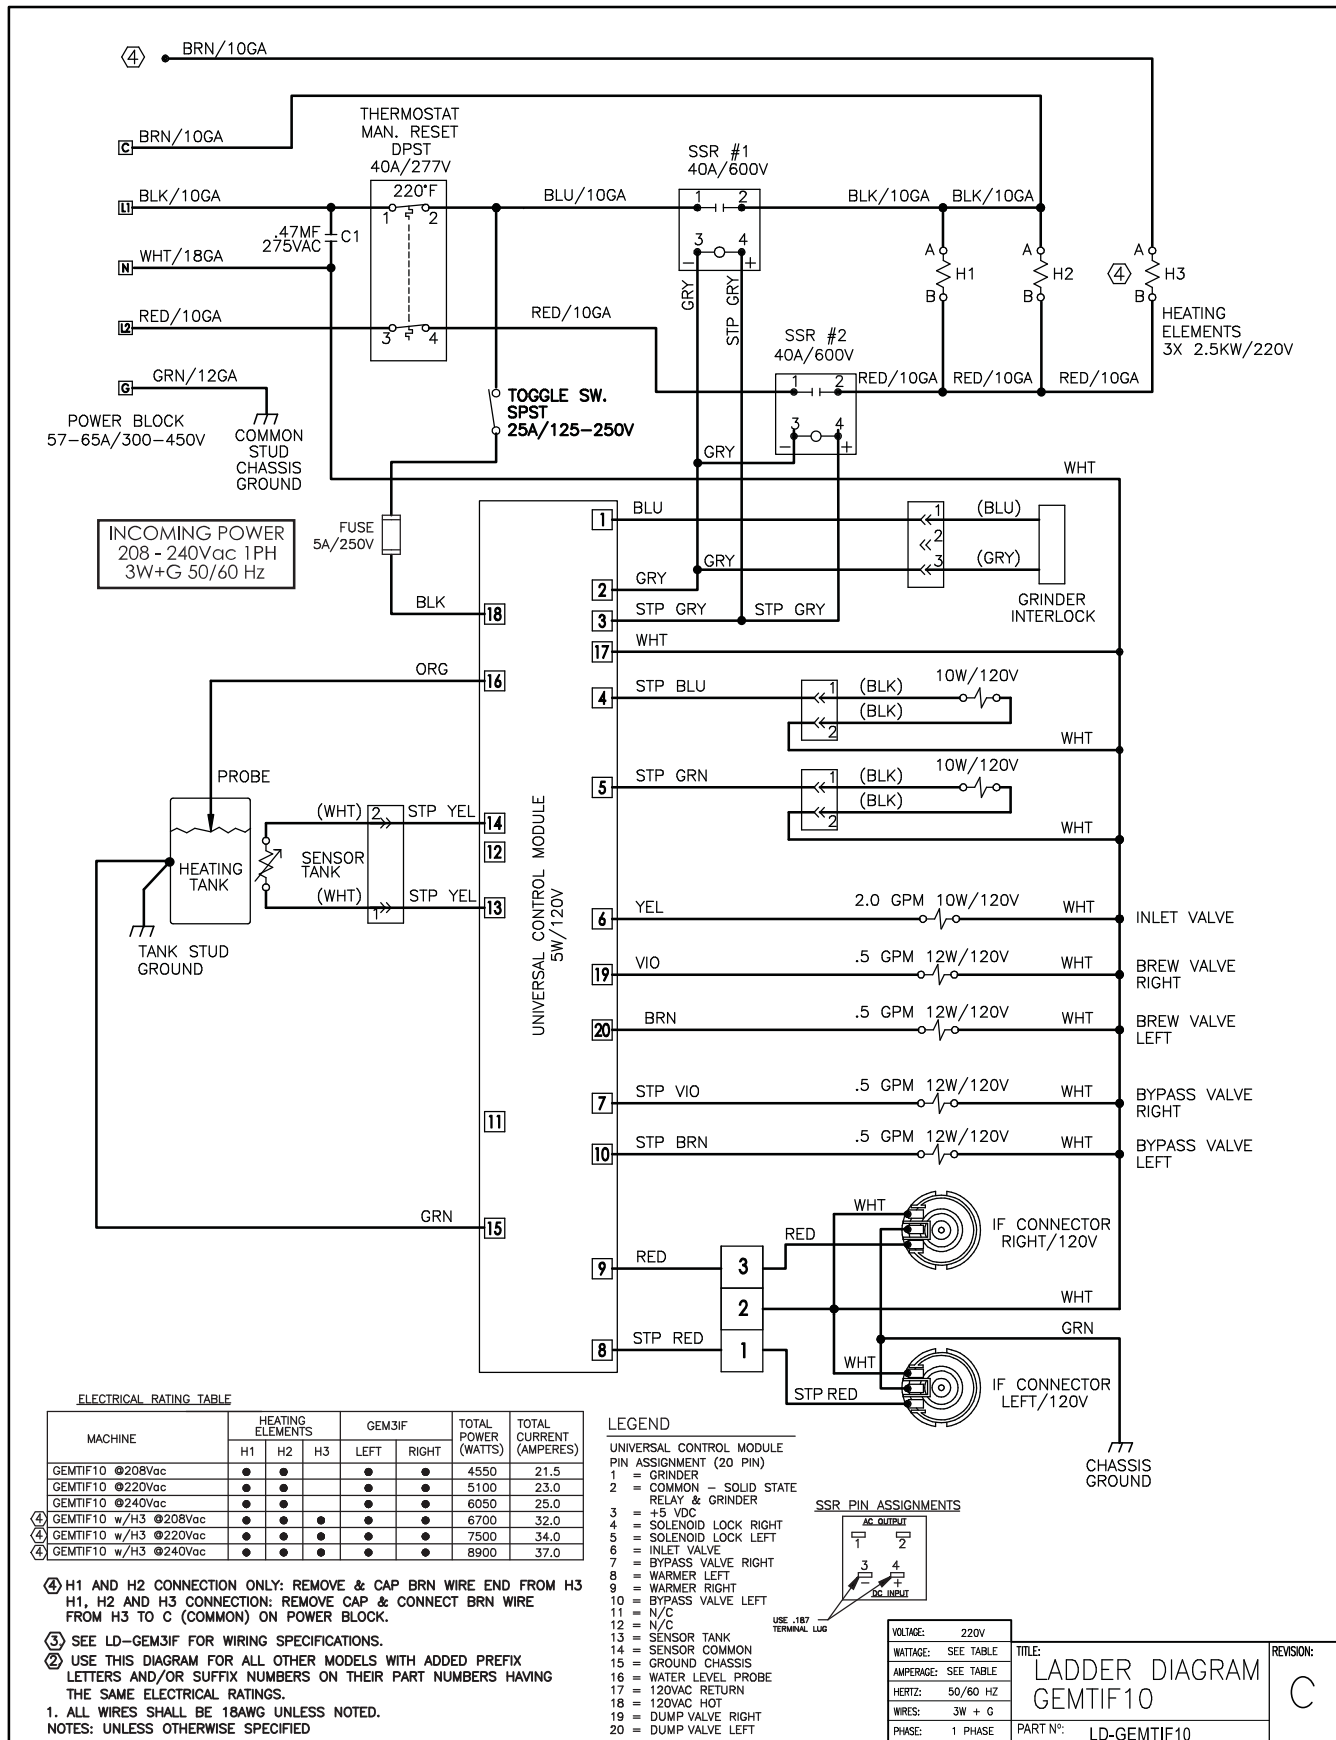 4
BRN/10GA
C
BRN/10GA
THERMOSTAT
MAN. RESET
DPST
40A/277V
220°F
1
2
3
4
L1
BLK/10GA
BLU/10GA
SSR #1
40A/600V
1
2
3
4
-
+
BLK/10GA
BLK/10GA
.47MF
275VAC
C1
N
WHT/18GA
L2
RED/10GA
RED/10GA
GRY
STP GRY
A
H1
B
A
H2
B
4
A
H3
B
HEATING
ELEMENTS
3X 2.5KW/220V
SSR #2
40A/600V
1
2
3
4
-
+
RED/10GA
RED/10GA
RED/10GA
G
GRN/12GA
POWER BLOCK
57-65A/300-450V
COMMON
STUD
CHASSIS
GROUND
TOGGLE SW.
SPST
25A/125-250V
GRY
WHT
INCOMING POWER
208 - 240Vac 1PH
3W+G 50/60 Hz
FUSE
5A/250V
BLK
18
1
BLU
1
2
3
(BLU)
(GRY)
GRY
GRINDER
INTERLOCK
2
GRY
3
STP GRY
STP GRY
17
WHT
ORG
16
4
STP BLU
1
2
(BLK)
(BLK)
10W/120V
WHT
PROBE
5
STP GRN
1
2
(BLK)
(BLK)
10W/120V
WHT
HEATING
TANK
SENSOR
TANK
(WHT)
2
STP YEL
14
12
(WHT)
1
STP YEL
13
TANK STUD
GROUND
UNIVERSAL CONTROL MODULE
5W/120V
6
YEL
2.0 GPM 10W/120V
WHT
INLET VALVE
19
VIO
.5 GPM 12W/120V
WHT
BREW VALVE
RIGHT
20
BRN
.5 GPM 12W/120V
WHT
BREW VALVE
LEFT
7
STP VIO
.5 GPM 12W/120V
WHT
BYPASS VALVE
RIGHT
11
10
STP BRN
.5 GPM 12W/120V
WHT
BYPASS VALVE
LEFT
GRN
15
WHT
IF CONNECTOR
RIGHT/120V
9
RED
3
RED
2
WHT
GRN
8
STP RED
1
WHT
STP RED
IF CONNECTOR
LEFT/120V
CHASSIS
GROUND
ELECTRICAL RATING TABLE
MACHINE
HEATING
ELEMENTS
GEM3IF
TOTAL
POWER
(WATTS)
TOTAL
CURRENT
(AMPERES)
H1 H2 H3 LEFT RIGHT
GEMTIF10 @208Vac ● ● ● ● 4550 21.5
GEMTIF10 @220Vac ● ● ● ● 5100 23.0
GEMTIF10 @240Vac ● ● ● ● 6050 25.0
4 GEMTIF10 w/H3 @208Vac ● ● ● ● ● 6700 32.0
4 GEMTIF10 w/H3 @220Vac ● ● ● ● ● 7500 34.0
4 GEMTIF10 w/H3 @240Vac ● ● ● ● ● 8900 37.0
4 H1 AND H2 CONNECTION ONLY: REMOVE & CAP BRN WIRE END FROM H3
H1, H2 AND H3 CONNECTION: REMOVE CAP & CONNECT BRN WIRE
FROM H3 TO C (COMMON) ON POWER BLOCK.
3 SEE LD-GEM3IF FOR WIRING SPECIFICATIONS.
2 USE THIS DIAGRAM FOR ALL OTHER MODELS WITH ADDED PREFIX
LETTERS AND/OR SUFFIX NUMBERS ON THEIR PART NUMBERS HAVING
THE SAME ELECTRICAL RATINGS.
1. ALL WIRES SHALL BE 18AWG UNLESS NOTED.
NOTES: UNLESS OTHERWISE SPECIFIED
LEGEND
UNIVERSAL CONTROL MODULE
PIN ASSIGNMENT (20 PIN)
1 = GRINDER
2 = COMMON - SOLID STATE
RELAY & GRINDER
3 = +5 VDC
4 = SOLENOID LOCK RIGHT
5 = SOLENOID LOCK LEFT
6 = INLET VALVE
7 = BYPASS VALVE RIGHT
8 = WARMER LEFT
9 = WARMER RIGHT
10 = BYPASS VALVE LEFT
11 = N/C
12 = N/C
13 = SENSOR TANK
14 = SENSOR COMMON
15 = GROUND CHASSIS
16 = WATER LEVEL PROBE
17 = 120VAC RETURN
18 = 120VAC HOT
19 = DUMP VALVE RIGHT
20 = DUMP VALVE LEFT
SSR PIN ASSIGNMENTS
AC OUTPUT
1
2
3
4
-
+
DC INPUT
USE .187
TERMINAL LUG
VOLTAGE: 220V
WATTAGE: SEE TABLE
AMPERAGE: SEE TABLE
HERTZ: 50/60 HZ
WIRES: 3W + G
PHASE: 1 PHASE
TITLE:
LADDER DIAGRAM
GEMTIF10
PART Nº: LD-GEMTIF10
REVISION:
C